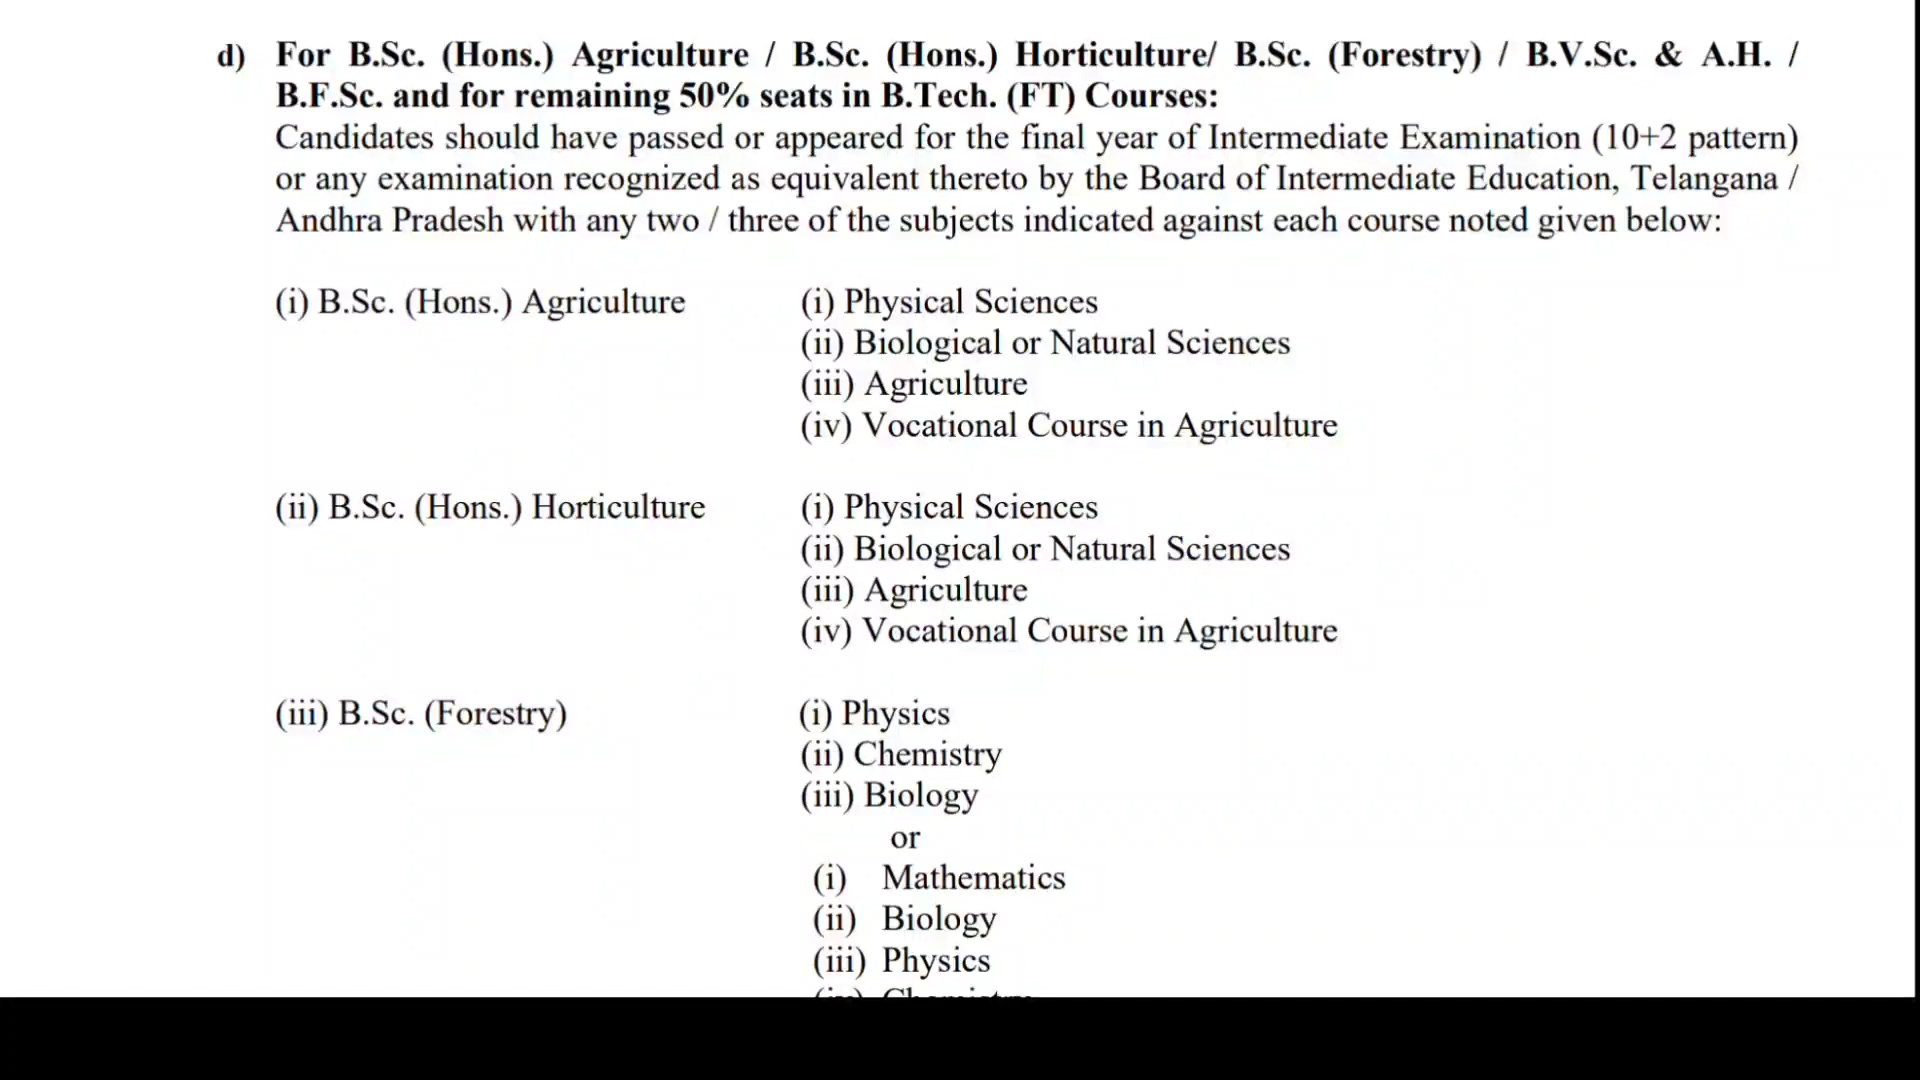 d) For B.Sc. (Hons.) Agriculture / B.Sc. (Hons.) Horticulture/ B.Sc. (Forestry) / B.V.Sc. & A.H. /
B.F.Sc. and for remaining 50% seats in B.Tech. (FT) Courses:
Candidates should have passed or appeared for the final year of Intermediate Examination (10+2 pattern)
or any examination recognized as equivalent thereto by the Board of Intermediate Education, Telangana /
Andhra Pradesh with any two / three of the subjects indicated against each course noted given below:
(i) B.Sc. (Hons.) Agriculture (i) Physical Sciences
(ii) Biological or Natural Sciences
(iii) Agriculture
(iv) Vocational Course in Agriculture
(ii) B.Sc. (Hons.) Horticulture (i) Physical Sciences
(ii) Biological or Natural Sciences
(iii) Agriculture
(iv) Vocational Course in Agriculture
(iii) B.Sc. (Forestry) (i) Physics
(ii) Chemistry
(iii) Biology
or
(i) Mathematics
(ii) Biology
(iii) Physics